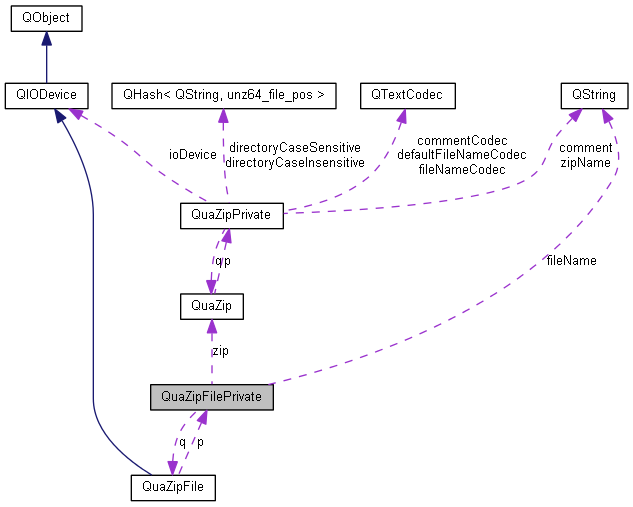 QObject
QIODevice
QHash< QString, unz64_file_pos >
QTextCodec
QString
ioDevice
directoryCaseSensitive
directoryCaseInsensitive
commentCodec
defaultFileNameCodec
fileNameCodec
comment
zipName
QuaZipPrivate
q
p
fileName
QuaZip
zip
QuaZipFilePrivate
q
p
QuaZipFile